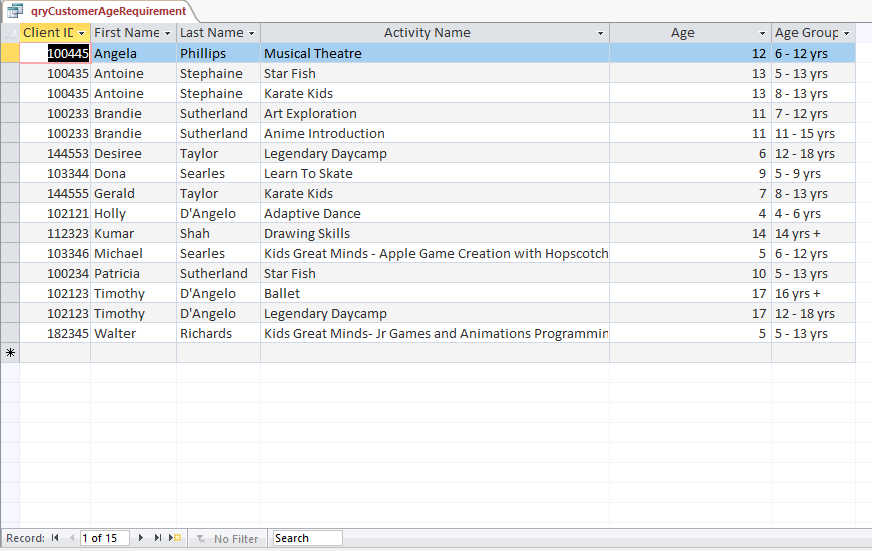 qryCustomerAgeRequirement
Client ID First Name Last Name Activity Name Age Age Group
100445 Angela Phillips Musical Theatre 12 6 - 12 yrs
100435 Antoine Stephaine Star Fish 13 5 - 13 yrs
100435 Antoine Stephaine Karate Kids 13 8 - 13 yrs
100233 Brandie Sutherland Art Exploration 11 7 - 12 yrs
100233 Brandie Sutherland Anime Introduction 11 11 - 15 yrs
144553 Desiree Taylor Legendary Daycamp 6 12 - 18 yrs
103344 Dona Searles Learn To Skate 9 5 - 9 yrs
144555 Gerald Taylor Karate Kids 7 8 - 13 yrs
102121 Holly D'Angelo Adaptive Dance 4 4 - 6 yrs
112323 Kumar Shah Drawing Skills 14 14 yrs +
103346 Michael Searles Kids Great Minds - Apple Game Creation with Hopscotch 5 6 - 12 yrs
100234 Patricia Sutherland Star Fish 10 5 - 13 yrs
102123 Timothy D'Angelo Ballet 17 16 yrs +
102123 Timothy D'Angelo Legendary Daycamp 17 12 - 18 yrs
182345 Walter Richards Kids Great Minds- Jr Games and Animations Programmin 5 5 - 13 yrs
Record: 1 of 15 No Filter Search